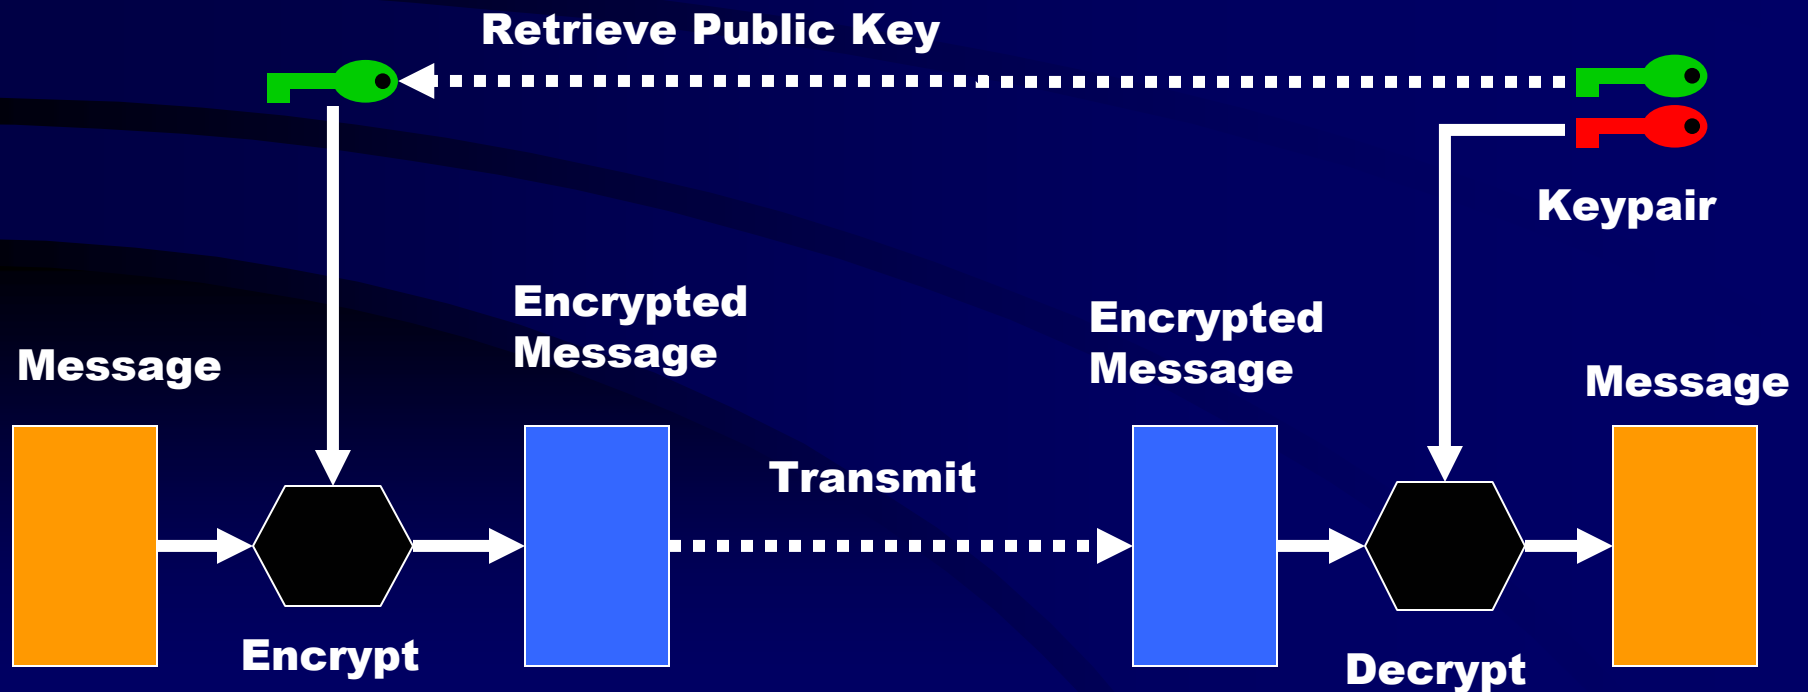 Retrieve Public Key
Keypair
Encrypted
Message
Encrypted
Message
Message
Message
Transmit
Encrypt
Decrypt